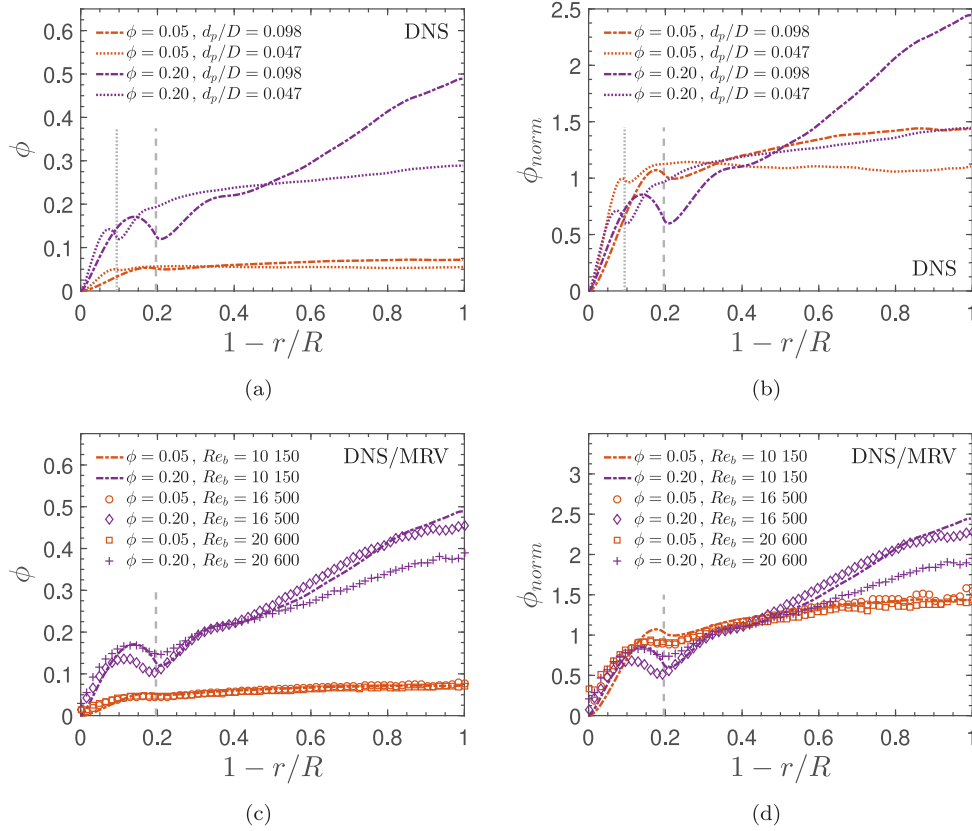 DNS
ϕ = 0.05 , d_p/D = 0.098
ϕ = 0.05 , d_p/D = 0.047
ϕ = 0.20 , d_p/D = 0.098
ϕ = 0.20 , d_p/D = 0.047
ϕ
0.6
0.5
0.4
0.3
0.2
0.1
0
0 0.2 0.4 0.6 0.8 1
1 − r/R
(a)
ϕ = 0.05 , d_p/D = 0.098
ϕ = 0.05 , d_p/D = 0.047
ϕ = 0.20 , d_p/D = 0.098
ϕ = 0.20 , d_p/D = 0.047
DNS
ϕ_norm
2.5
2
1.5
1
0.5
0
0 0.2 0.4 0.6 0.8 1
1 − r/R
(b)
DNS/MRV
ϕ = 0.05 , Re_b = 10 150
ϕ = 0.20 , Re_b = 10 150
ϕ = 0.05 , Re_b = 16 500
ϕ = 0.20 , Re_b = 16 500
ϕ = 0.05 , Re_b = 20 600
ϕ = 0.20 , Re_b = 20 600
ϕ
0.6
0.5
0.4
0.3
0.2
0.1
0
0 0.2 0.4 0.6 0.8 1
1 − r/R
(c)
DNS/MRV
ϕ = 0.05 , Re_b = 10 150
ϕ = 0.20 , Re_b = 10 150
ϕ = 0.05 , Re_b = 16 500
ϕ = 0.20 , Re_b = 16 500
ϕ = 0.05 , Re_b = 20 600
ϕ = 0.20 , Re_b = 20 600
ϕ_norm
3
2.5
2
1.5
1
0.5
0
0 0.2 0.4 0.6 0.8 1
1 − r/R
(d)